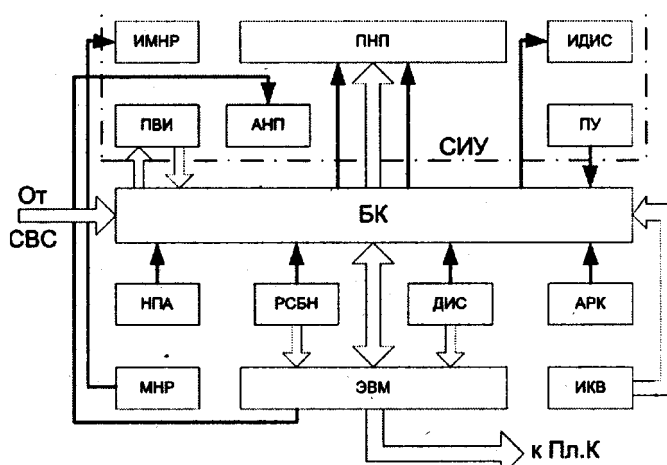 ИМНР
ПНП
ИДИС
ПВИ
АНП
ПУ
СИУ
От
СВС
БК
НПА
РСБН
ДИС
АРК
МНР
ЭВМ
ИКВ
к Пл.К